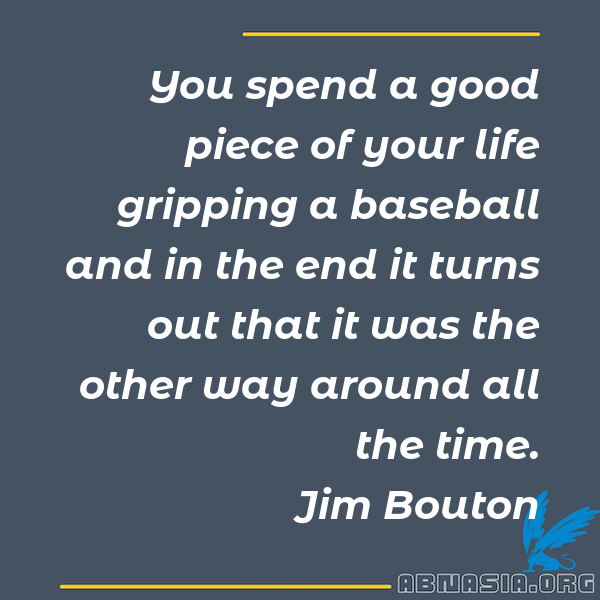 You spend a good
piece of your life
gripping a baseball
and in the end it turns
out that it was the
other way around all
the time.
Jim Bouton
ABNASIA.ORG